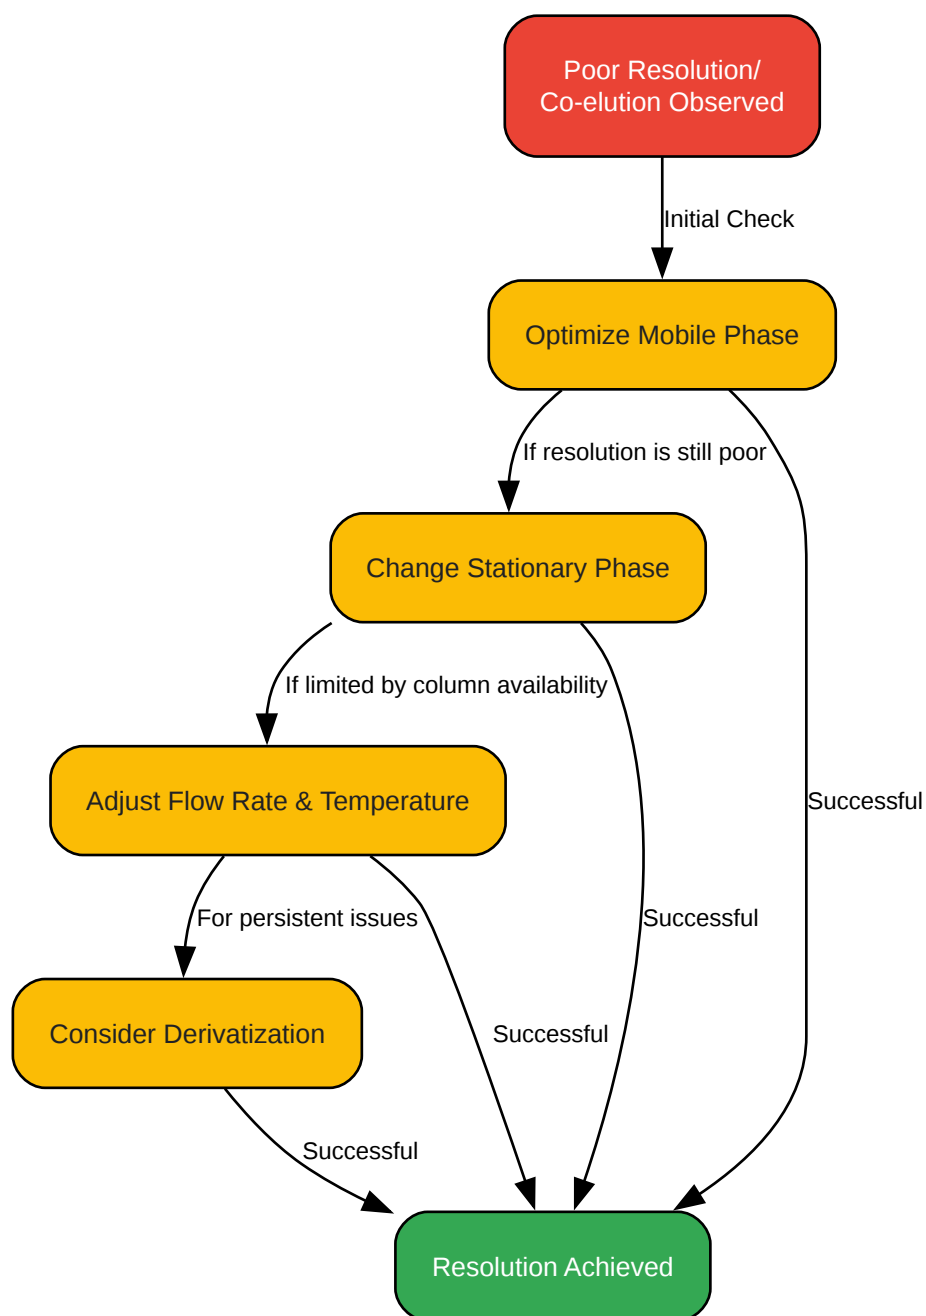 Poor Resolution/
Co-elution Observed
Initial Check
Optimize Mobile Phase
If resolution is still poor
Change Stationary Phase
If limited by column availability
Adjust Flow Rate & Temperature
Successful
For persistent issues
Successful
Consider Derivatization
Successful
Successful
Resolution Achieved